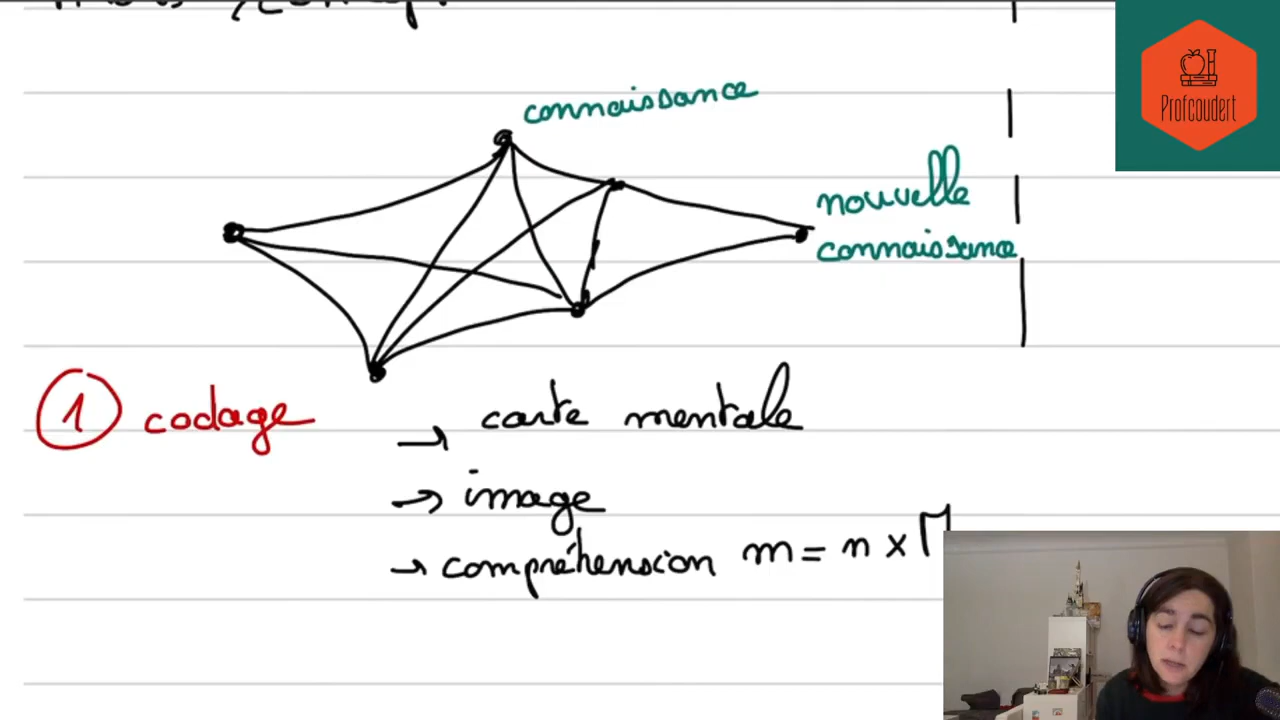 connaissance
Profcoudert
nouvelle
connaissance
1 codage
→ carte mentale
→ image
→ compréhension m = n × M